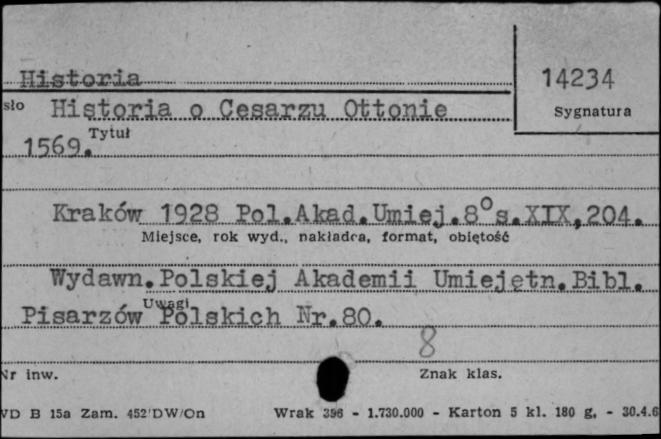 Historia
14234
sło Historia o Cesarzu Ottonie
Sygnatura
Tytuł
1569.
Kraków 1928 Pol.Akad.Umiej.8°s.XIX,204.
Miejsce, rok wyd., nakładca, format, objętość
Wydawn.Polskiej Akademii Umiejętn.Bibl.
Uwagi
Pisarzów Polskich Nr.80.
8
Nr inw.
Znak klas.
WD B 15a Zam. 452/DW/On Wrak 396 - 1.730.000 - Karton 5 kl. 180 g, - 30.4.6